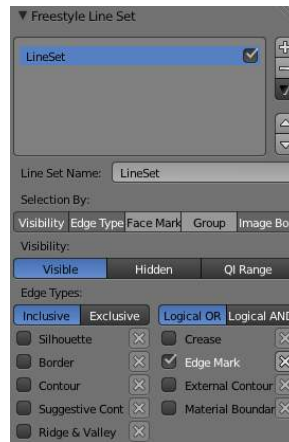 Freestyle Line Set
LineSet
Line Set Name: LineSet
Selection By:
Visibility Edge Type Face Mark Group Image Bo
Visibility:
Visible Hidden QI Range
Edge Types:
Inclusive Exclusive Logical OR Logical AND
Silhouette Crease
Border Edge Mark
Contour External Contour
Suggestive Cont Material Boundar
Ridge & Valley